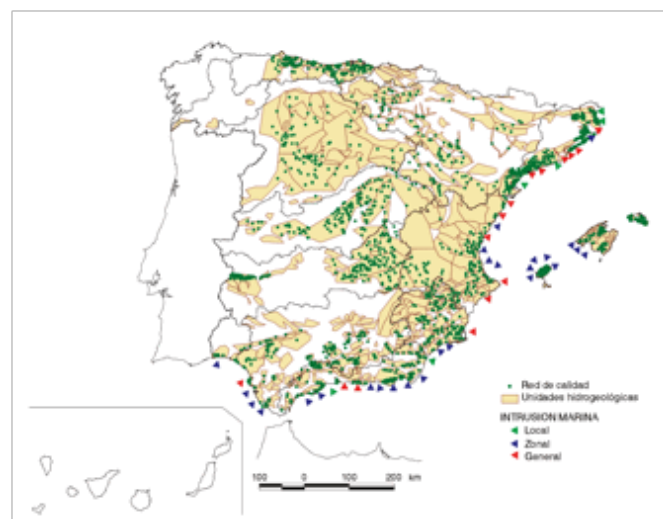 Red de calidad
Unidades hidrogeológicas
INTRUSION MARINA
Local
Zonal
General
100 0 100 200 km